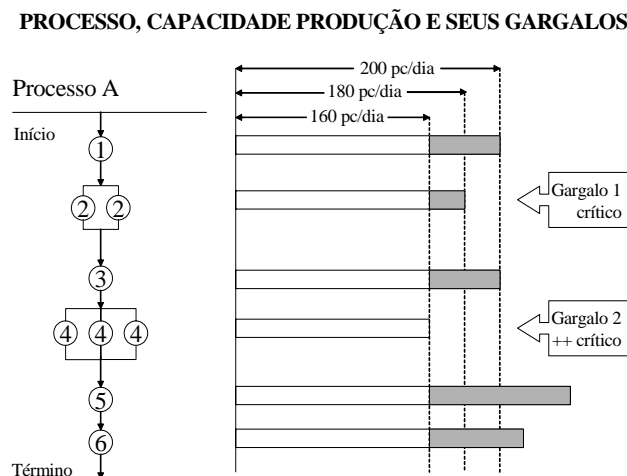 PROCESSO, CAPACIDADE PRODUÇÃO E SEUS GARGALOS
200 pc/dia
Processo A
180 pc/dia
160 pc/dia
Início
1
2 2
Gargalo 1
crítico
3
4 4 4
Gargalo 2
++ crítico
5
6
Término